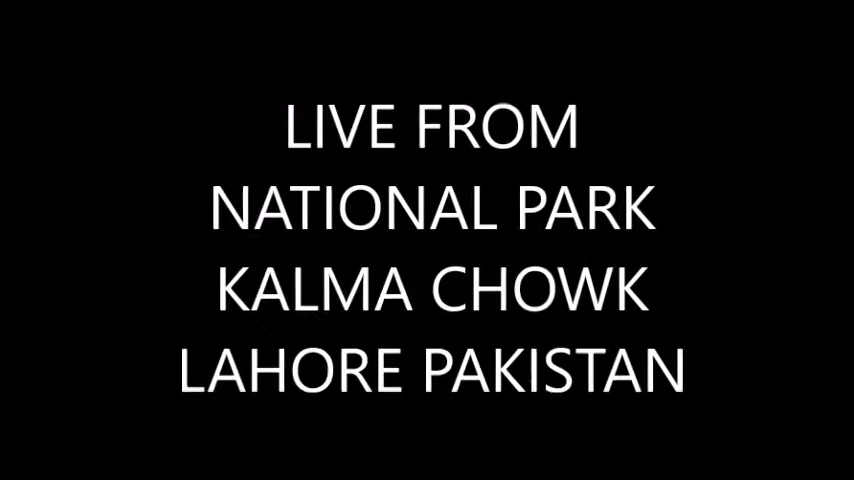 LIVE FROM
NATIONAL PARK
KALMA CHOWK
LAHORE PAKISTAN